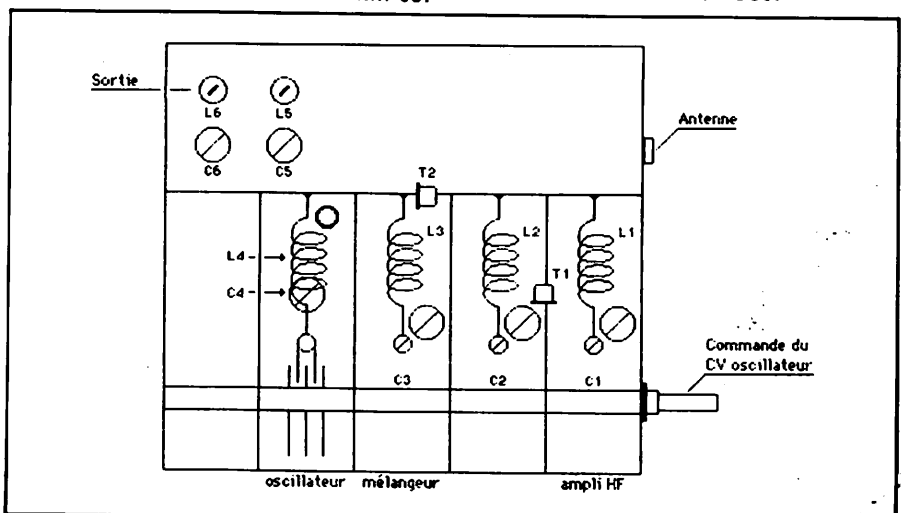 Sortie
L6 L5
C6 C5
Antenne
T2
L3 L2 L1
L4
T1
C4
Commande du
CV oscillateur
C3 C2 C1
oscillateur mélangeur ampli HF